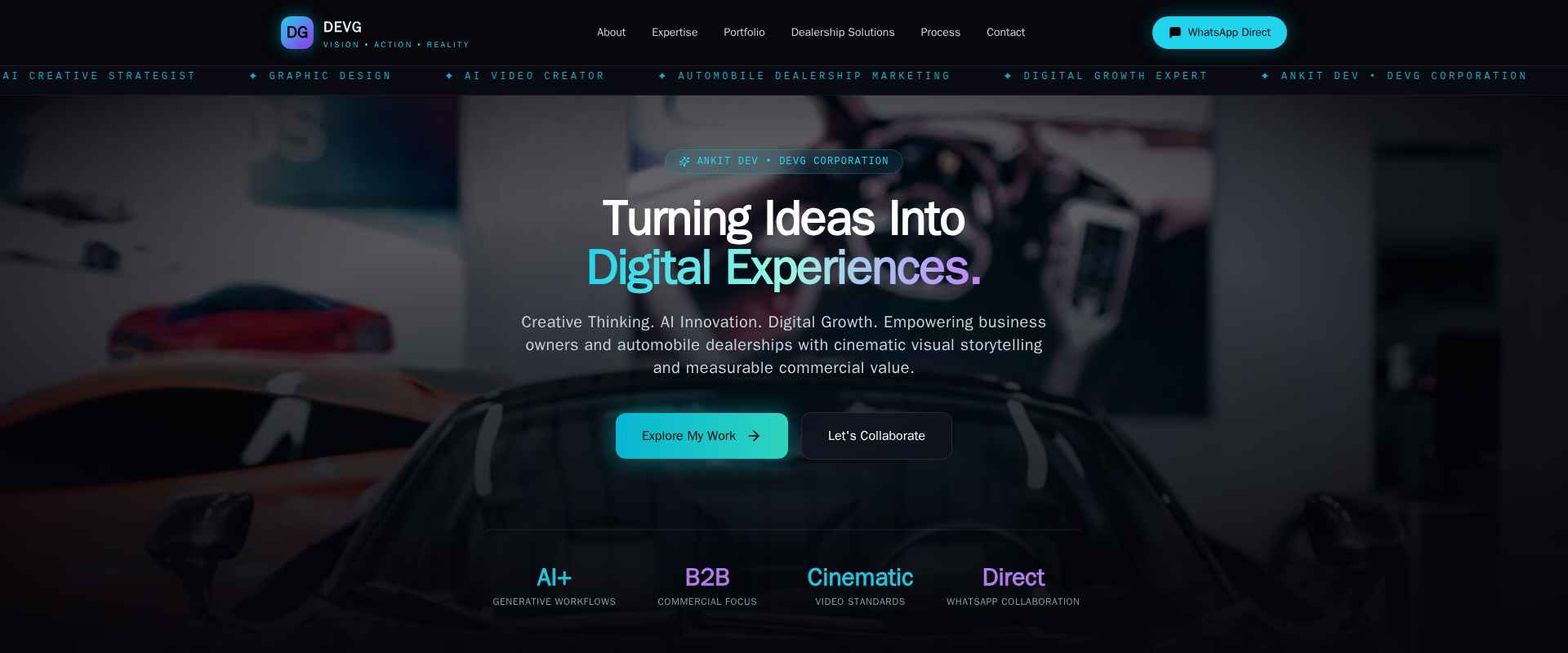 DG
DEVG
VISION • ACTION • REALITY
About
Expertise
Portfolio
Dealership Solutions
Process
Contact
WhatsApp Direct
AI CREATIVE STRATEGIST ✦ GRAPHIC DESIGN ✦ AI VIDEO CREATOR ✦ AUTOMOBILE DEALERSHIP MARKETING ✦ DIGITAL GROWTH EXPERT ✦ ANKIT DEV • DEVG CORPORATION
ANKIT DEV • DEVG CORPORATION
Turning Ideas Into
Digital Experiences.
Creative Thinking. AI Innovation. Digital Growth. Empowering business
owners and automobile dealerships with cinematic visual storytelling
and measurable commercial value.
Explore My Work →
Let's Collaborate
AI+
GENERATIVE WORKFLOWS
B2B
COMMERCIAL FOCUS
Cinematic
VIDEO STANDARDS
Direct
WHATSAPP COLLABORATION